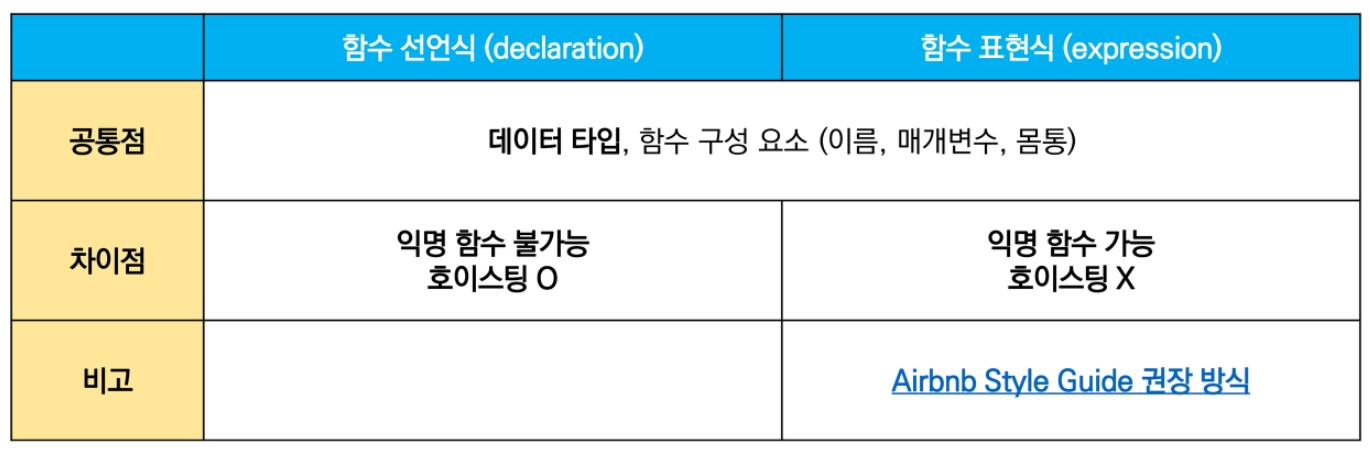 함수 선언식 (declaration)
함수 표현식 (expression)
공통점
데이터 타입, 함수 구성 요소 (이름, 매개변수, 몸통)
차이점
익명 함수 불가능
호이스팅 O
익명 함수 가능
호이스팅 X
비고
Airbnb Style Guide 권장 방식